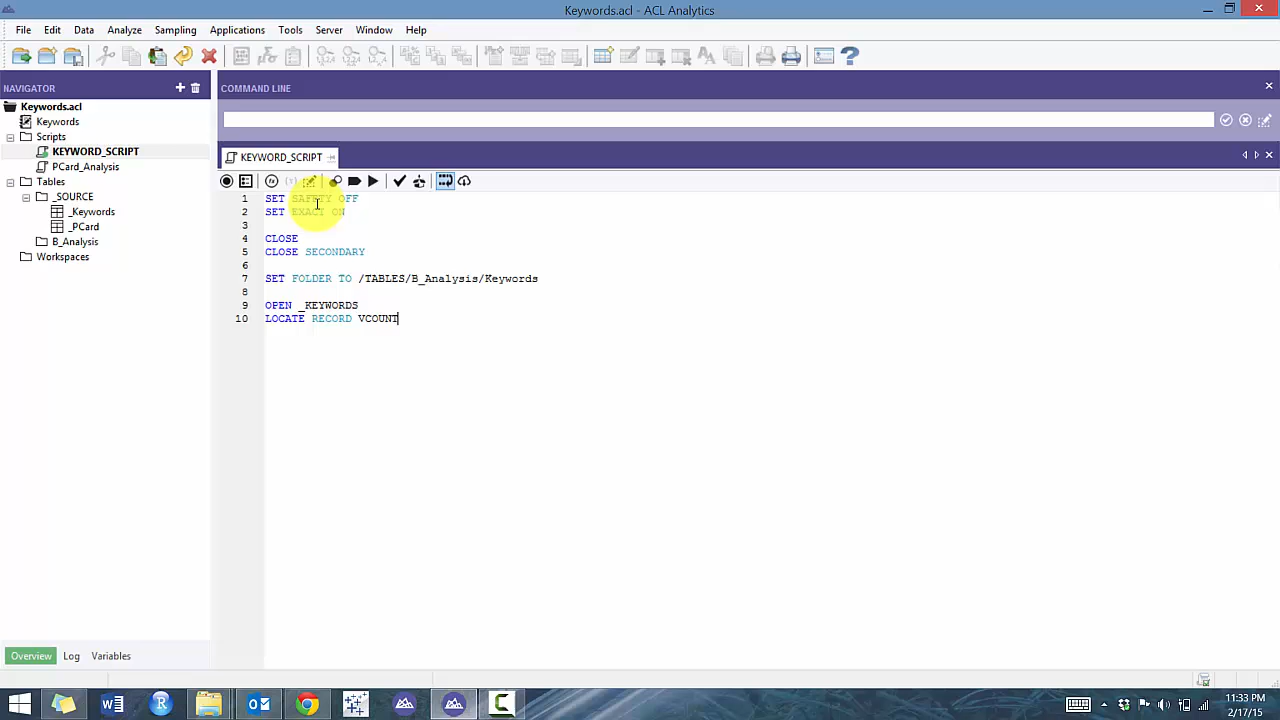 Keywords.acl - ACL Analytics
File Edit Data Analyze Sampling Applications Tools Server Window Help
NAVIGATOR
Keywords.acl
Keywords
Scripts
KEYWORD_SCRIPT
PCard_Analysis
Tables
_SOURCE
_Keywords
_PCard
B_Analysis
Workspaces
Overview Log Variables
COMMAND LINE
KEYWORD_SCRIPT
1 SET SAFETY OFF
2 SET EXACT ON
3
4 CLOSE
5 CLOSE SECONDARY
6
7 SET FOLDER TO /TABLES/B_Analysis/Keywords
8
9 OPEN _KEYWORDS
10 LOCATE RECORD VCOUNT
11:33 PM
2/17/15